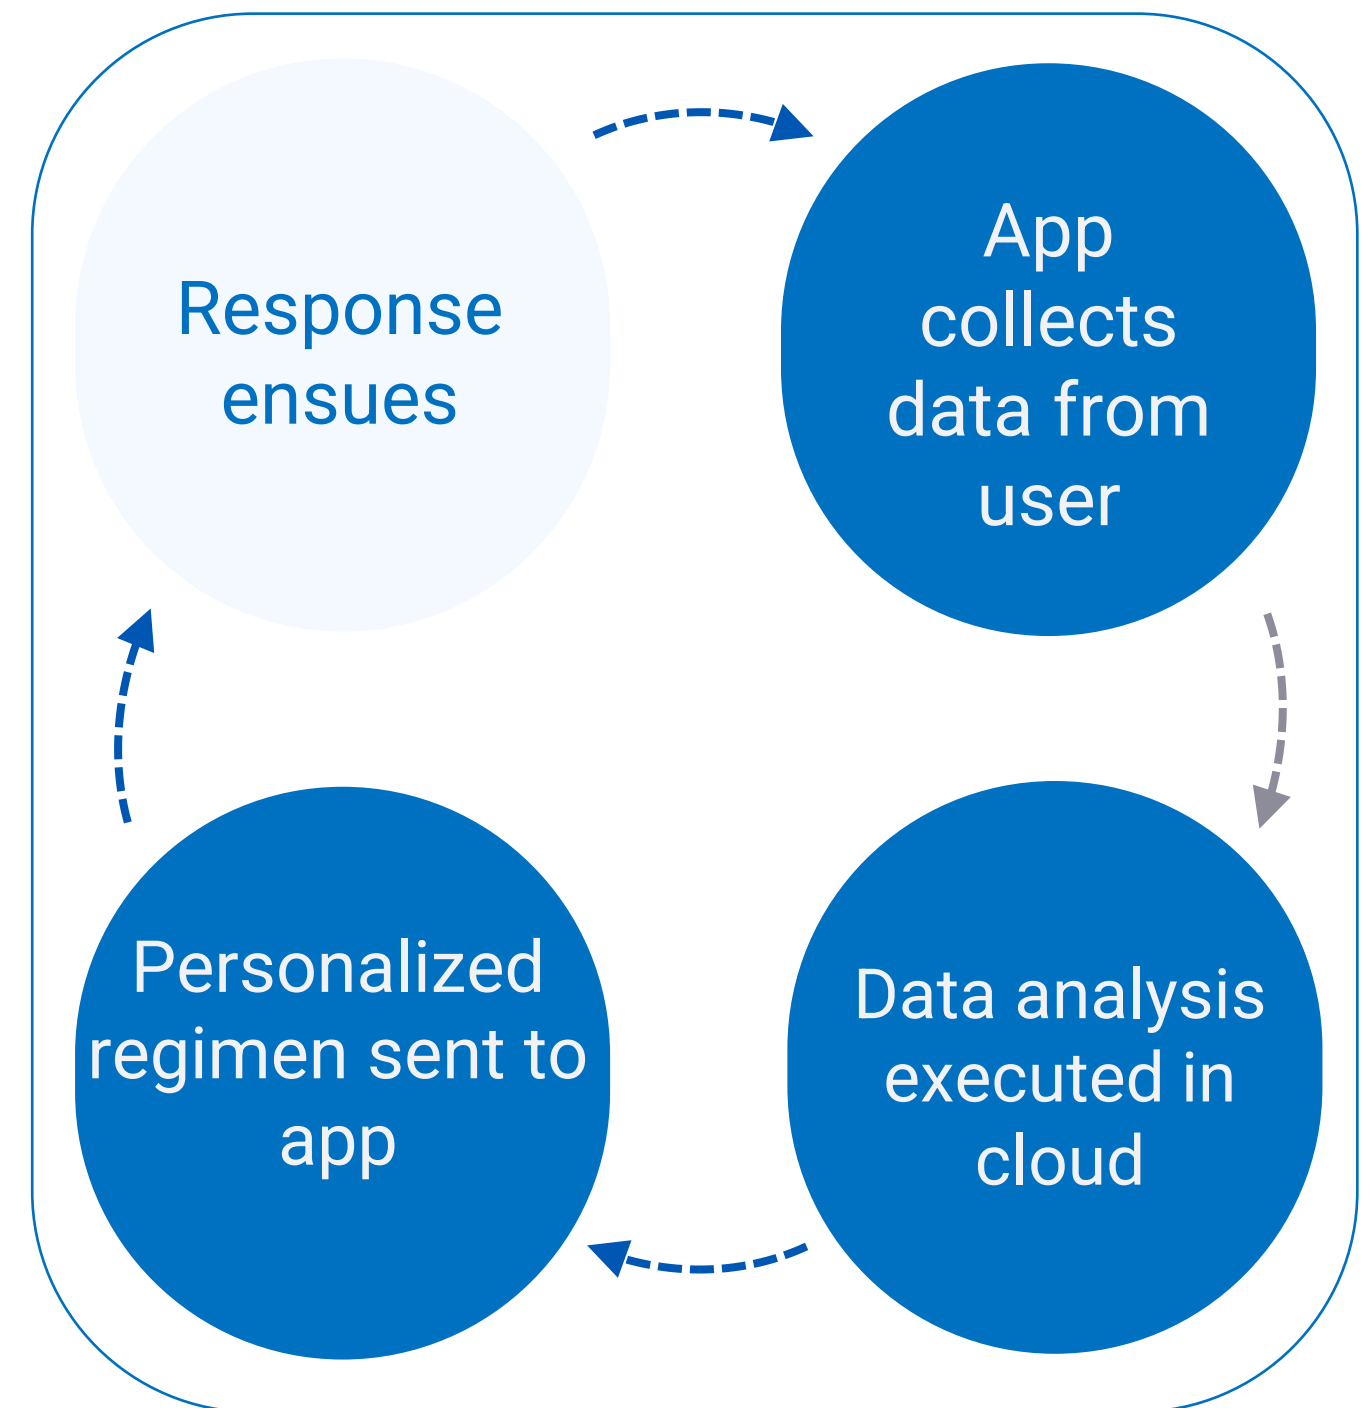 Response
ensues
App
collects
data from
user
Personalized
regimen sent to
app
Data analysis
executed in
cloud